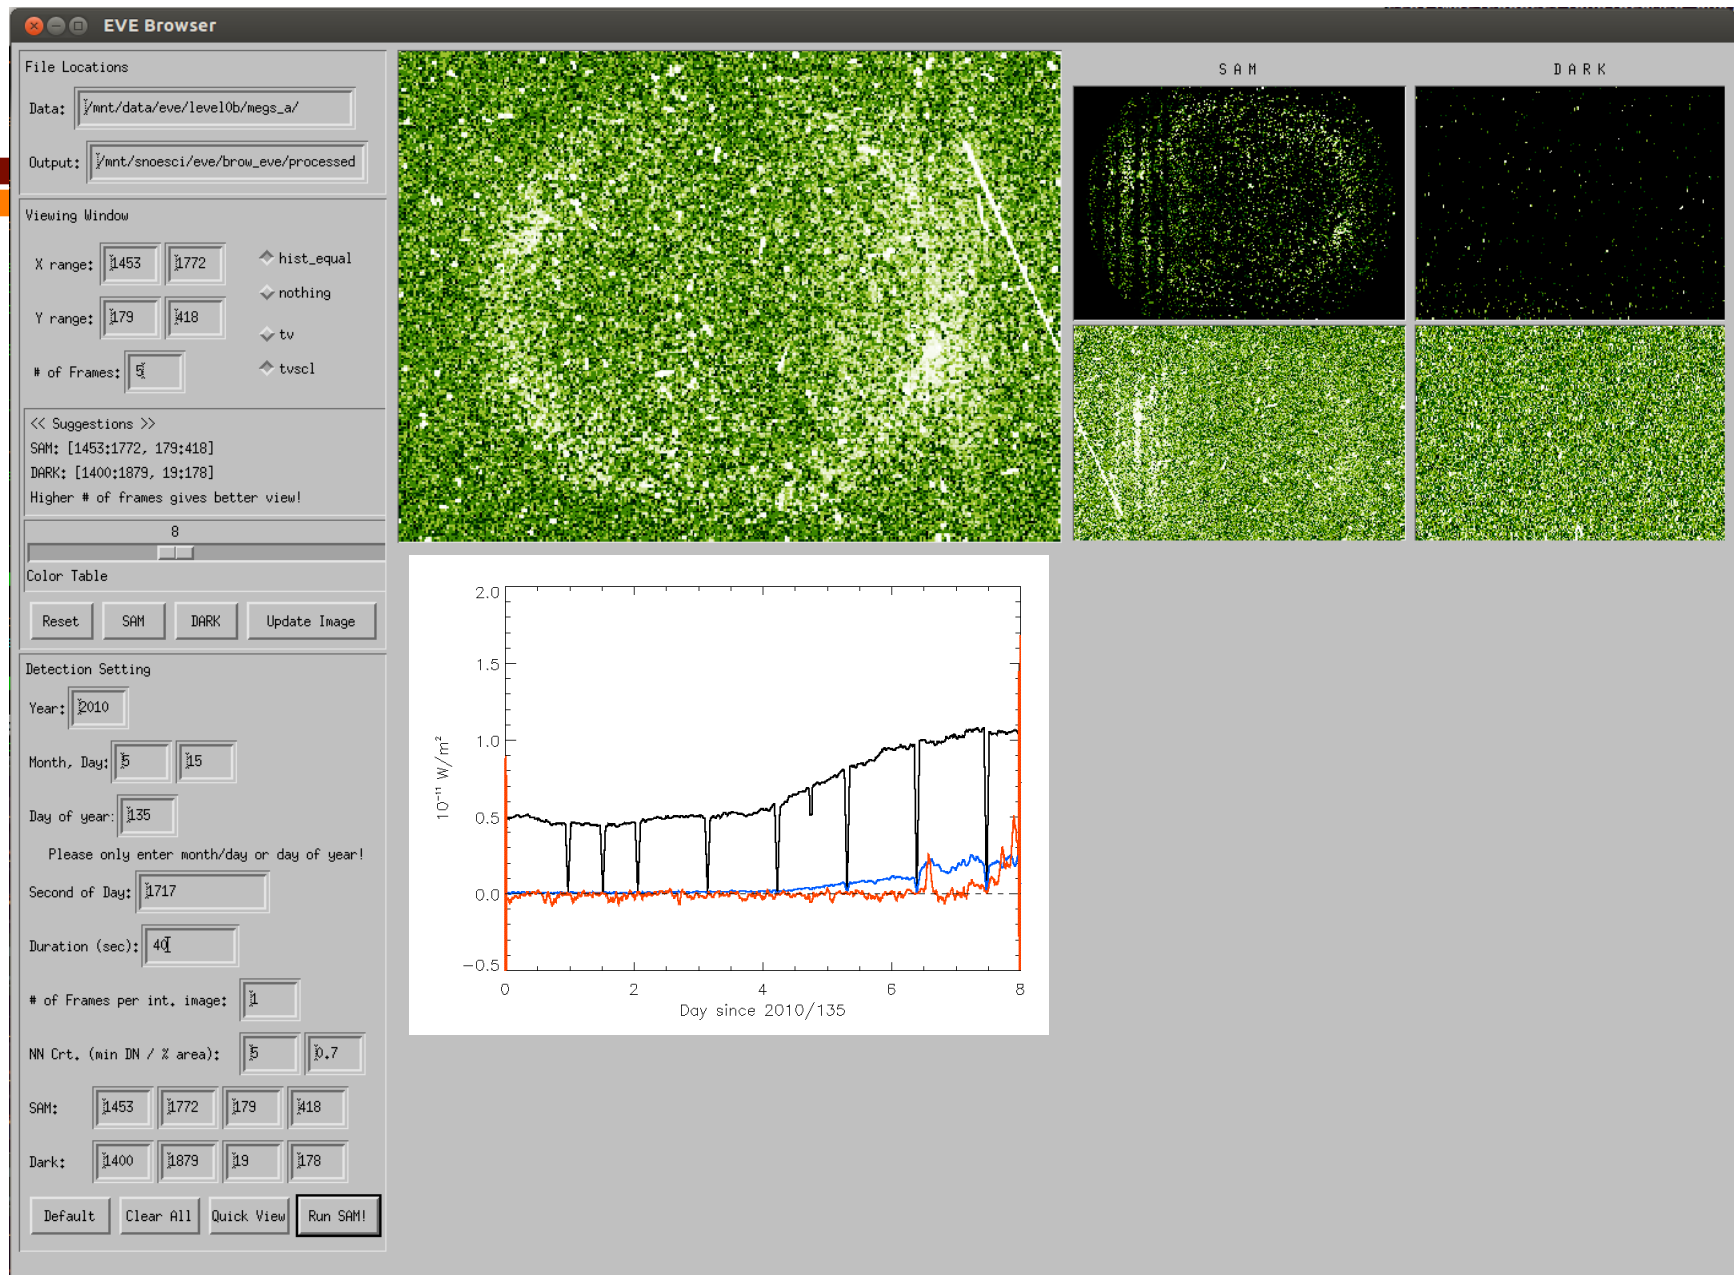 EVE Browser
File Locations
Data: /mnt/data/eve/level0b/megs_a/
Output: /mnt/snoesci/eve/brow_eve/processed
Viewing Window
X range: 1453 1772
hist_equal
nothing
Y range: 179 418
tv
# of Frames: 5
tvscl
<< Suggestions >>
SAM: [1453:1772, 179:418]
DARK: [1400:1879, 19:178]
Higher # of frames gives better view!
8
Color Table
Reset SAM DARK Update Image
Detection Setting
Year: 2010
Month, Day: 5 15
Day of year: 135
Please only enter month/day or day of year!
Second of Day: 1717
Duration (sec): 40
# of Frames per int. image: 1
NN Crt. (min DN / % area): 5 0.7
SAM: 1453 1772 179 418
Dark: 1400 1879 19 178
Default Clear All Quick View Run SAM!
SAM DARK
2.0
1.5
1.0
0.5
0.0
−0.5
10⁻¹¹ W/m²
0 2 4 6 8
Day since 2010/135